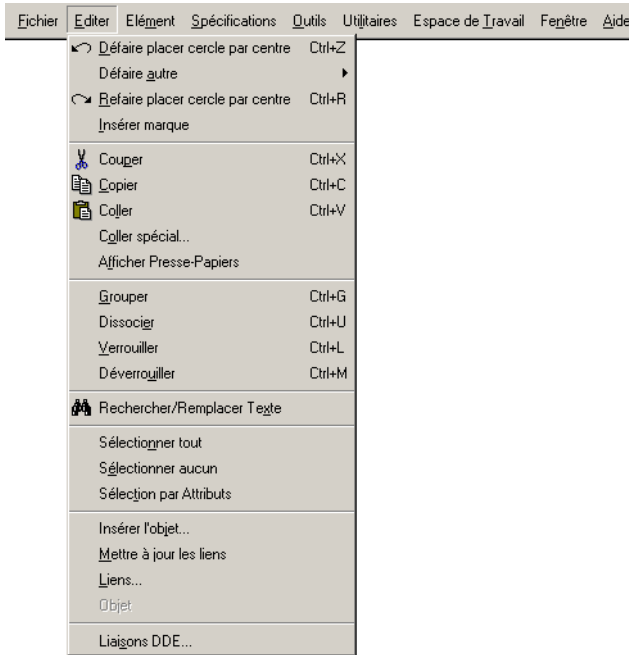 Fichier Editer Elément Spécifications Outils Utilitaires Espace de Travail Fenêtre Aide
Défaire placer cercle par centre Ctrl+Z
Défaire autre
Refaire placer cercle par centre Ctrl+R
Insérer marque
Couper Ctrl+X
Copier Ctrl+C
Coller Ctrl+V
Coller spécial...
Afficher Presse-Papiers
Grouper Ctrl+G
Dissocier Ctrl+U
Verrouiller Ctrl+L
Déverrouiller Ctrl+M
Rechercher/Remplacer Texte
Sélectionner tout
Sélectionner aucun
Sélection par Attributs
Insérer l'objet...
Mettre à jour les liens
Liens...
Objet
Liaisons DDE...